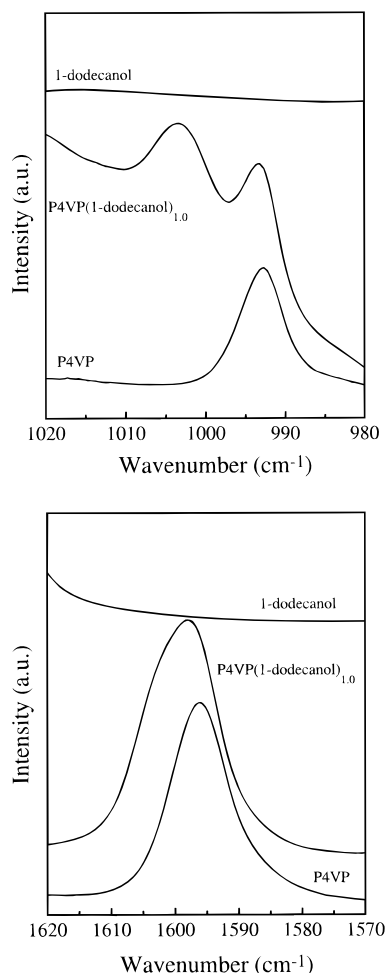 1-dodecanol
P4VP(1-dodecanol)1.0
P4VP
Intensity (a.u.)
1020 1010 1000 990 980
Wavenumber (cm-1)
1-dodecanol
P4VP(1-dodecanol)1.0
P4VP
Intensity (a.u.)
1620 1610 1600 1590 1580 1570
Wavenumber (cm-1)